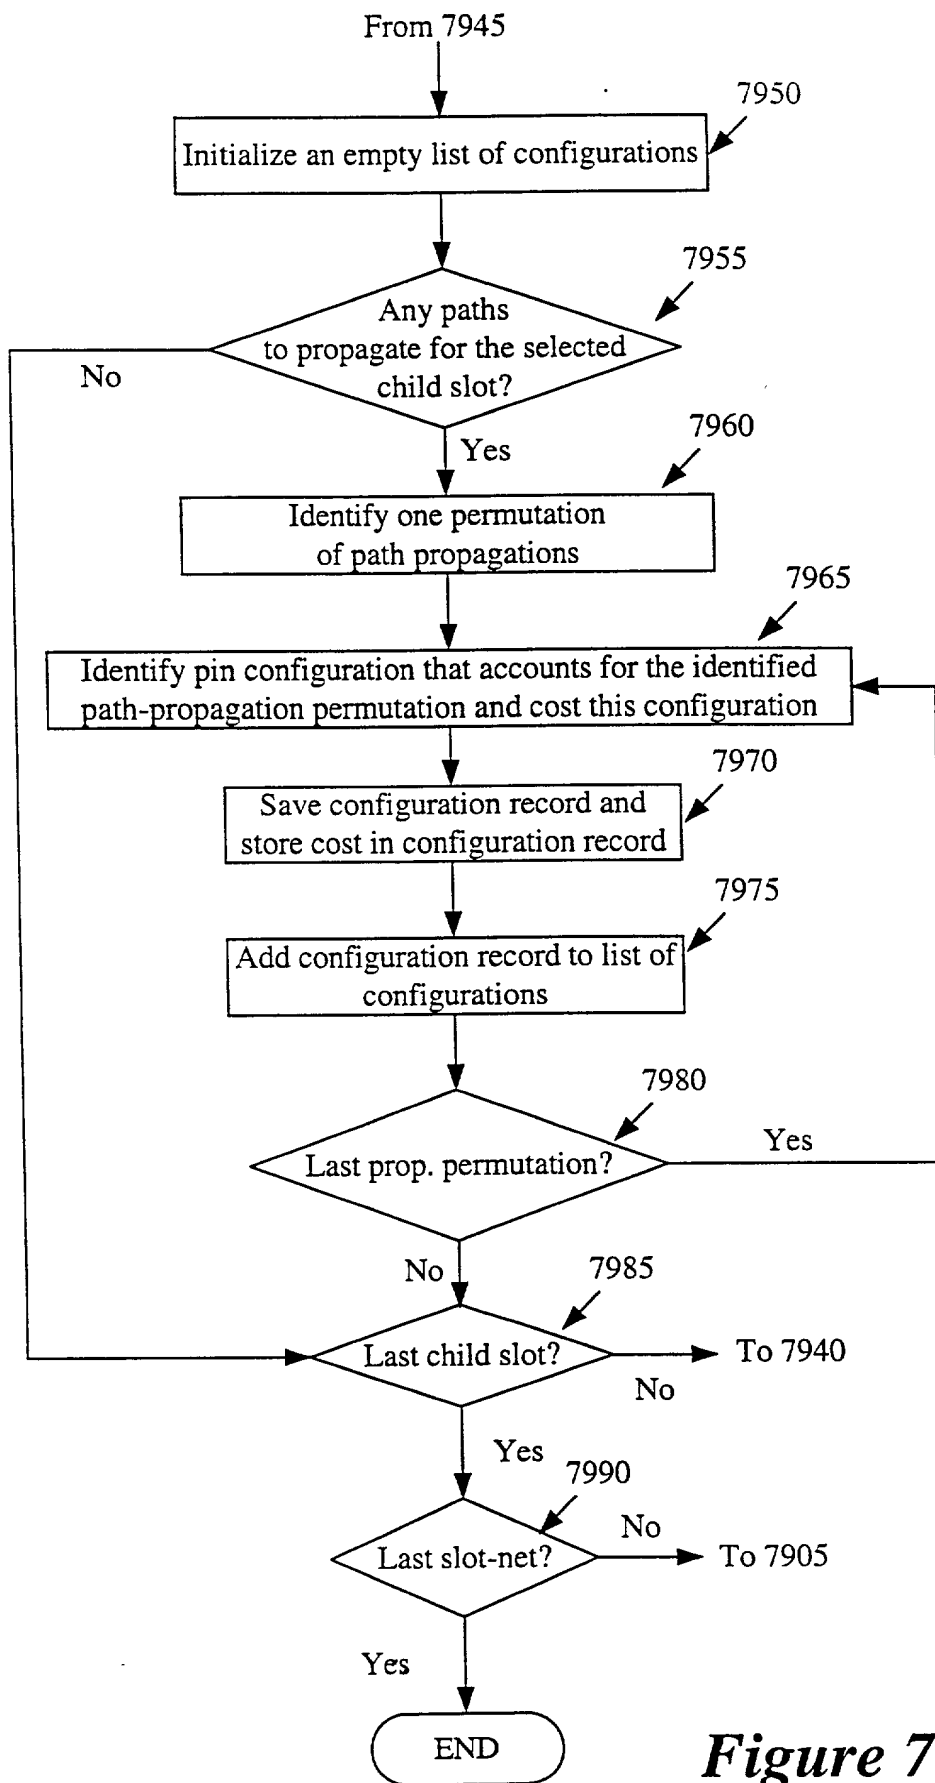 From 7945
7950
Initialize an empty list of configurations
7955
Any paths
to propagate for the selected
child slot?
No
Yes
7960
Identify one permutation
of path propagations
7965
Identify pin configuration that accounts for the identified
path-propagation permutation and cost this configuration
7970
Save configuration record and
store cost in configuration record
7975
Add configuration record to list of
configurations
7980
Last prop. permutation?
Yes
No
7985
Last child slot?
To 7940
No
Yes
7990
Last slot-net?
No
To 7905
Yes
END
Figure 7